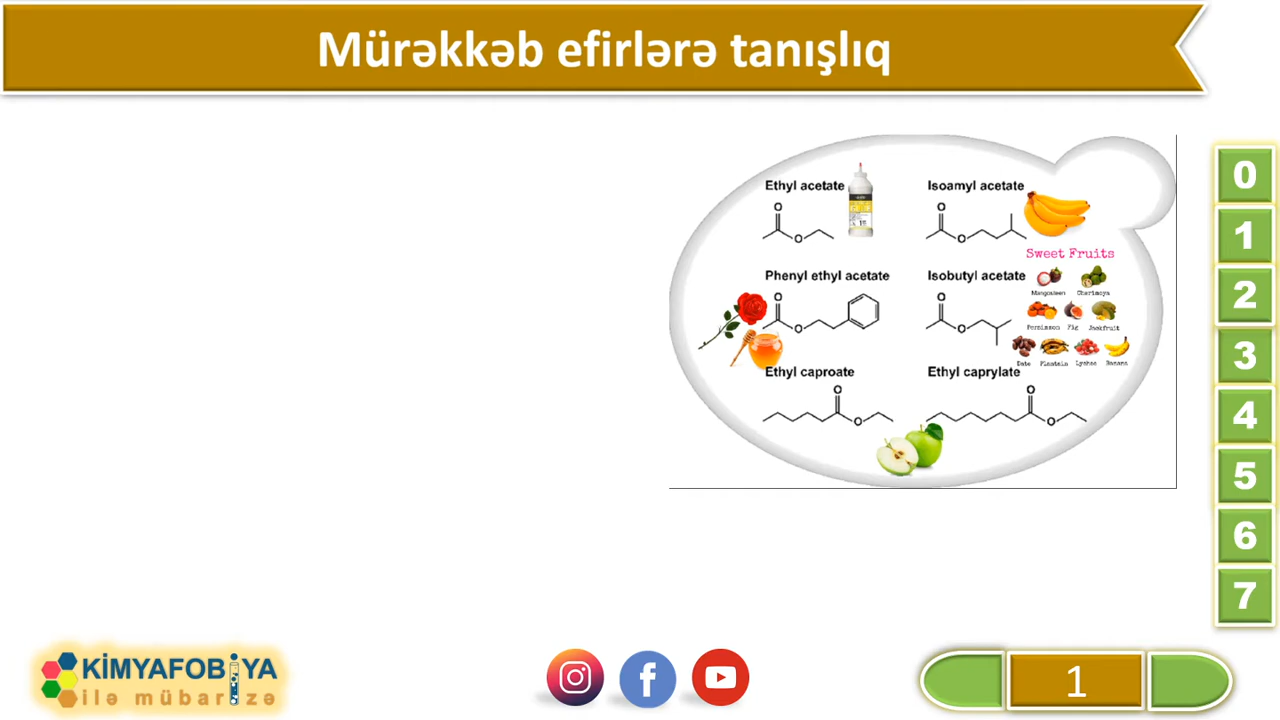 Mürəkkəb efirlərə tanışlıq
Ethyl acetate
Isoamyl acetate
O
O
O
O
Sweet Fruits
Phenyl ethyl acetate
Isobutyl acetate
Mangosteen
Cherimoya
O
O
O
O
Persimmon
Fig
Jackfruit
Date
Plantain
Lychee
Banana
Ethyl caproate
Ethyl caprylate
O
O
O
O
0
1
2
3
4
5
6
7
KİMYAFOBİYA
ilə mübarizə
1